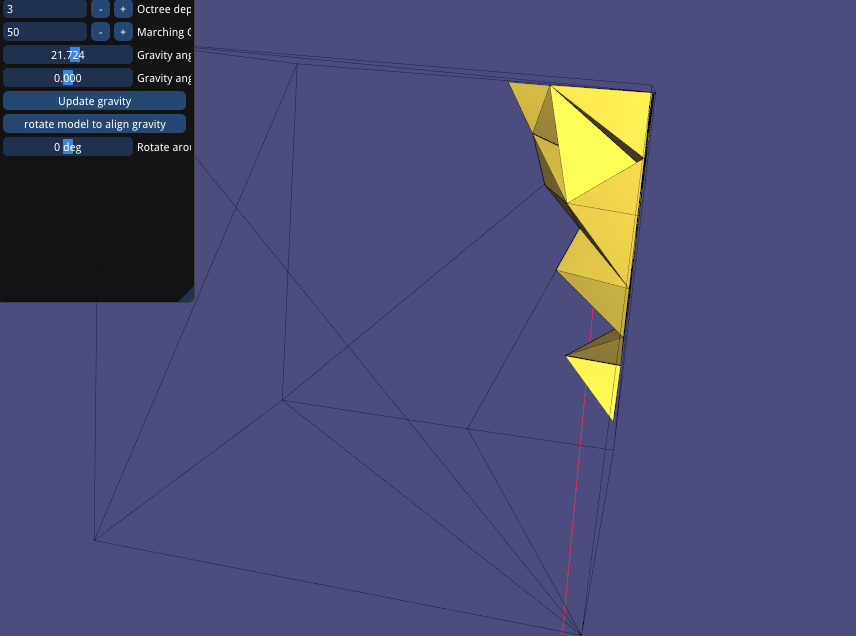 3 - + Octree dep
50 - + Marching C
21.724 Gravity ang
0.000 Gravity ang
Update gravity
rotate model to align gravity
0 deg Rotate arou